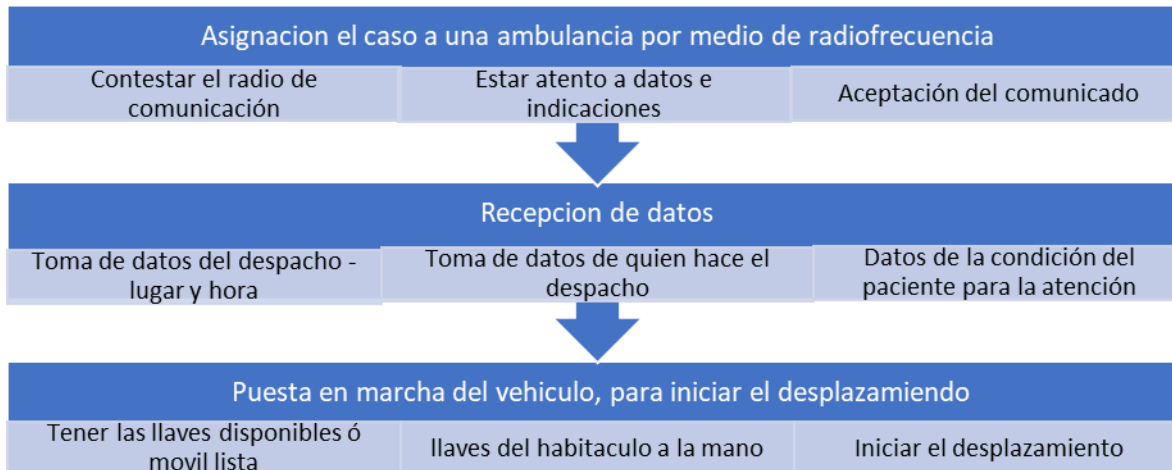 Asignacion el caso a una ambulancia por medio de radiofrecuencia
Contestar el radio de
comunicación
Estar atento a datos e
indicaciones
Aceptación del comunicado
Recepcion de datos
Toma de datos del despacho -
lugar y hora
Toma de datos de quien hace el
despacho
Datos de la condición del
paciente para la atención
Puesta en marcha del vehiculo, para iniciar el desplazamiendo
Tener las llaves disponibles ó
movil lista
llaves del habitaculo a la mano
Iniciar el desplazamiento